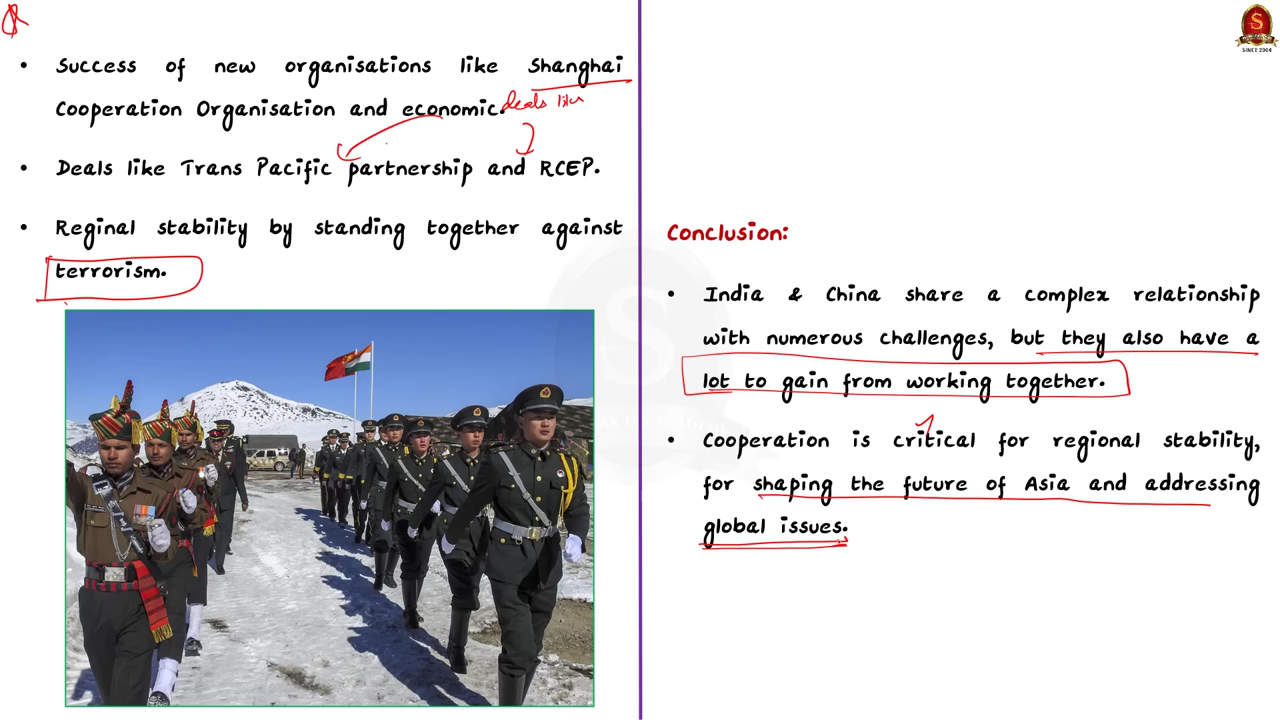 • Success of new organisations like Shanghai
Cooperation Organisation and economic. deals like
• Deals like Trans Pacific partnership and RCEP.
• Reginal stability by standing together against
terrorism.
S
SINCE 2004
Conclusion:
• India & China share a complex relationship
with numerous challenges, but they also have a
lot to gain from working together.
• Cooperation is critical for regional stability,
for shaping the future of Asia and addressing
global issues.